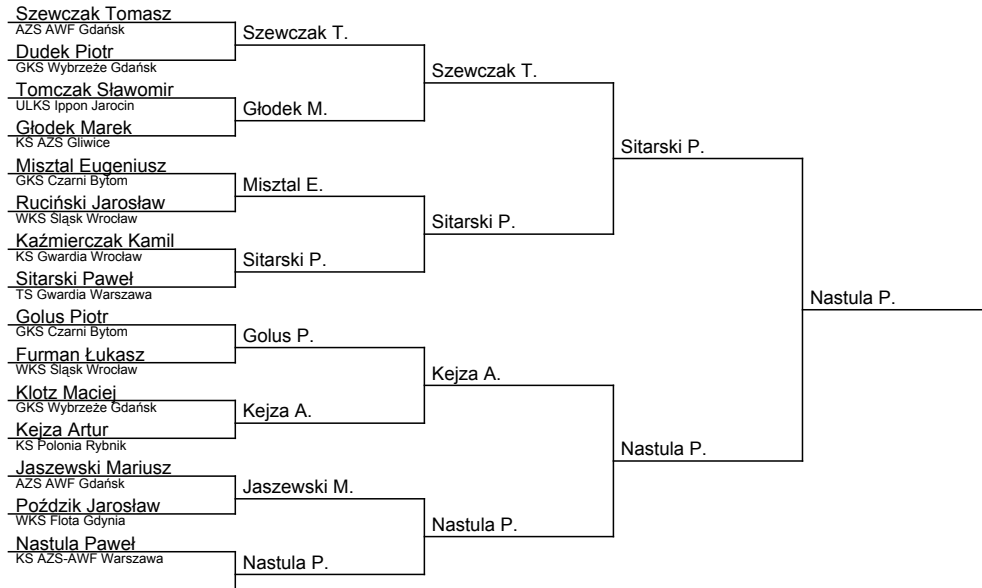 Szewczak Tomasz
AZS AWF Gdańsk
Dudek Piotr
GKS Wybrzeże Gdańsk
Tomczak Sławomir
ULKS Ippon Jarocin
Głodek Marek
KS AZS Gliwice
Misztal Eugeniusz
GKS Czarni Bytom
Ruciński Jarosław
WKS Śląsk Wrocław
Kaźmierczak Kamil
KS Gwardia Wrocław
Sitarski Paweł
TS Gwardia Warszawa
Golus Piotr
GKS Czarni Bytom
Furman Łukasz
WKS Śląsk Wrocław
Klotz Maciej
GKS Wybrzeże Gdańsk
Kejza Artur
KS Polonia Rybnik
Jaszewski Mariusz
AZS AWF Gdańsk
Poździk Jarosław
WKS Flota Gdynia
Nastula Paweł
KS AZS-AWF Warszawa
Szewczak T.
Głodek M.
Misztal E.
Sitarski P.
Golus P.
Kejza A.
Jaszewski M.
Nastula P.
Szewczak T.
Sitarski P.
Kejza A.
Nastula P.
Sitarski P.
Nastula P.
Nastula P.